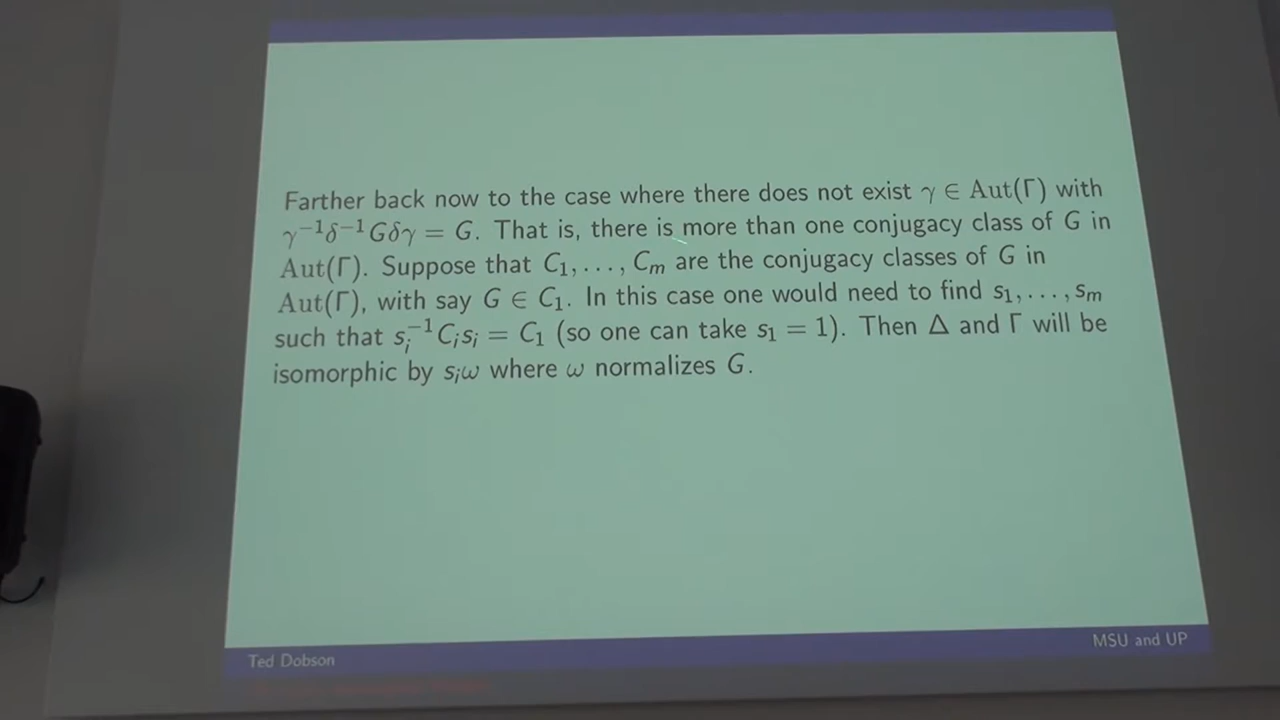 Farther back now to the case where there does not exist γ ∈ Aut(Γ) with
γ⁻¹δ⁻¹Gδγ = G. That is, there is more than one conjugacy class of G in
Aut(Γ). Suppose that C₁, . . . , Cₘ are the conjugacy classes of G in
Aut(Γ), with say G ∈ C₁. In this case one would need to find s₁, . . . , sₘ
such that sᵢ⁻¹Cᵢsᵢ = C₁ (so one can take s₁ = 1). Then Δ and Γ will be
isomorphic by sᵢω where ω normalizes G.
Ted Dobson
MSU and UP